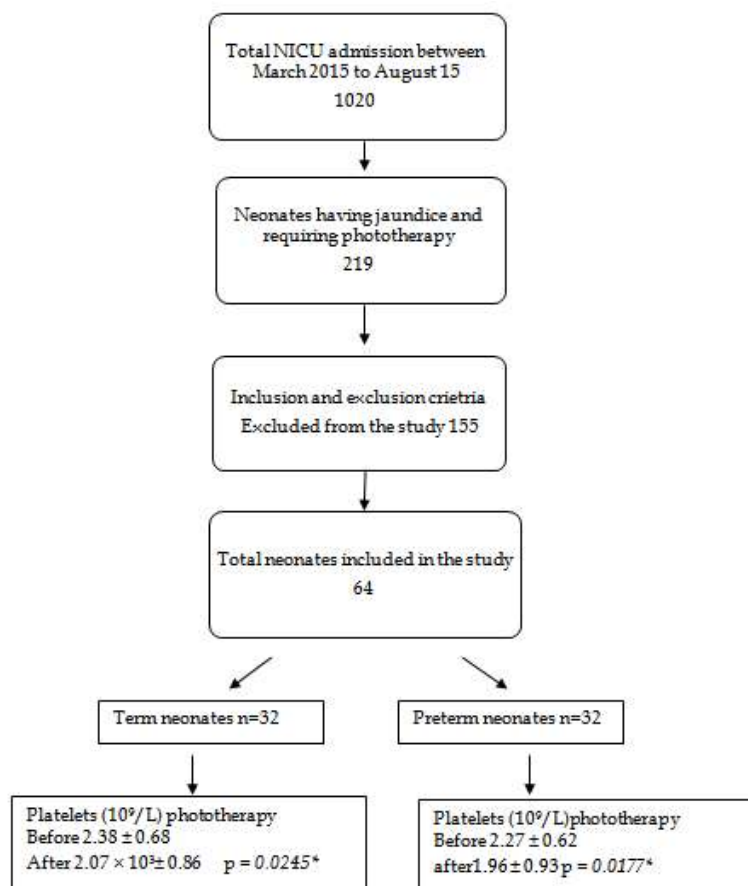 Total NICU admission between
March 2015 to August 15
1020
Neonates having jaundice and
requiring phototherapy
219
Inclusion and exclusion crietria
Excluded from the study 155
Total neonates included in the study
64
Term neonates n=32
Preterm neonates n=32
Platelets (10⁹/L) phototherapy
Before 2.38 ± 0.68
After 2.07 × 10³± 0.86 p = 0.0245*
Platelets (10⁹/L)phototherapy
Before 2.27 ± 0.62
after1.96 ± 0.93 p = 0.0177*